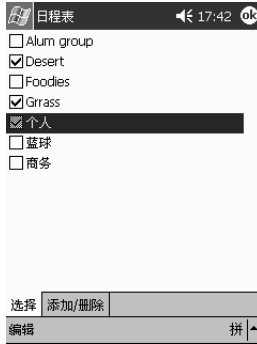 日程表 17:42 ok
Alum group
Desert
Foodies
Grrass
个人
蓝球
商务
选择 添加/删除
编辑 拼